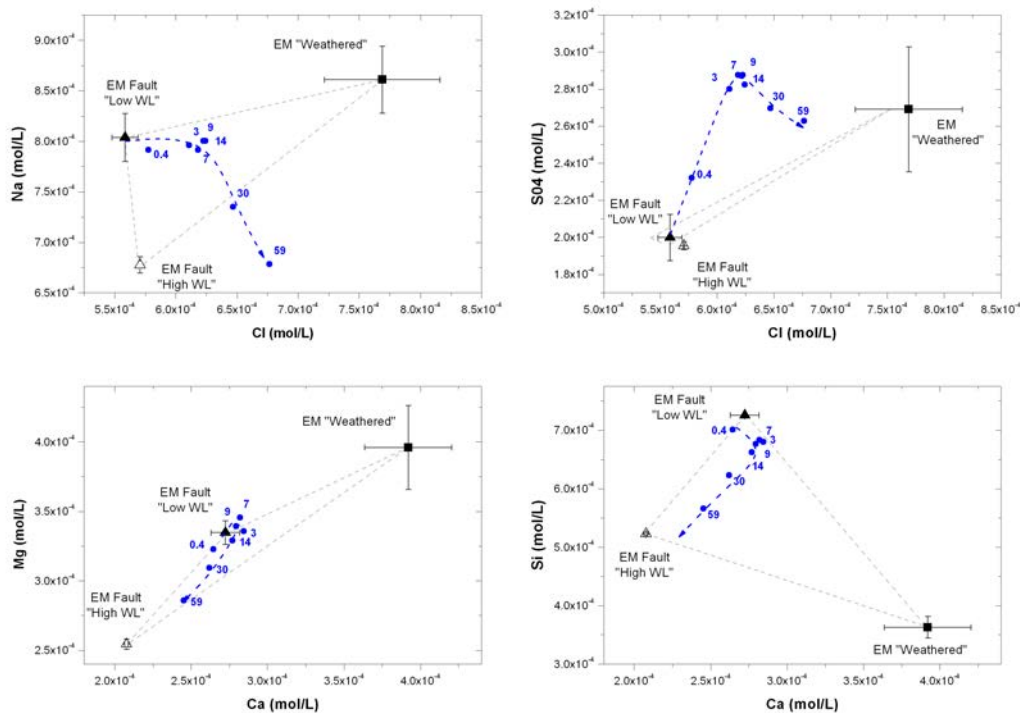 9.0x10⁻⁴
8.5x10⁻⁴
8.0x10⁻⁴
7.5x10⁻⁴
7.0x10⁻⁴
6.5x10⁻⁴
Na (mol/L)
EM "Weathered"
EM Fault
"Low WL"
0.4
3
9
14
7
30
59
EM Fault
"High WL"
5.5x10⁻⁴
6.0x10⁻⁴
6.5x10⁻⁴
7.0x10⁻⁴
7.5x10⁻⁴
8.0x10⁻⁴
8.5x10⁻⁴
Cl (mol/L)
3.2x10⁻⁴
3.0x10⁻⁴
2.8x10⁻⁴
2.6x10⁻⁴
2.4x10⁻⁴
2.2x10⁻⁴
2.0x10⁻⁴
1.8x10⁻⁴
S04 (mol/L)
7
9
3
14
30
59
EM
"Weathered"
0.4
EM Fault
"Low WL"
EM Fault
"High WL"
5.0x10⁻⁴
5.5x10⁻⁴
6.0x10⁻⁴
6.5x10⁻⁴
7.0x10⁻⁴
7.5x10⁻⁴
8.0x10⁻⁴
8.5x10⁻⁴
Cl (mol/L)
4.0x10⁻⁴
3.5x10⁻⁴
3.0x10⁻⁴
2.5x10⁻⁴
Mg (mol/L)
EM "Weathered"
EM Fault
"Low WL"
9
7
3
0.4
14
30
59
EM Fault
"High WL"
2.0x10⁻⁴
2.5x10⁻⁴
3.0x10⁻⁴
3.5x10⁻⁴
4.0x10⁻⁴
Ca (mol/L)
7.0x10⁻⁴
6.0x10⁻⁴
5.0x10⁻⁴
4.0x10⁻⁴
3.0x10⁻⁴
Si (mol/L)
EM Fault
"Low WL"
0.4
7
3
9
14
30
59
EM Fault
"High WL"
EM "Weathered"
2.0x10⁻⁴
2.5x10⁻⁴
3.0x10⁻⁴
3.5x10⁻⁴
4.0x10⁻⁴
Ca (mol/L)